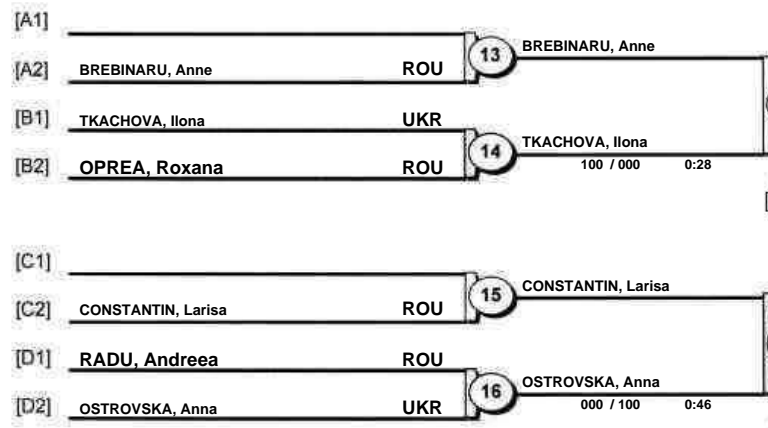 [A1]
[A2] BREBINARU, Anne ROU
13 BREBINARU, Anne
[B1] TKACHOVA, Ilona UKR
[B2] OPREA, Roxana ROU
14 TKACHOVA, Ilona
100 / 000 0:28
[C1]
[C2] CONSTANTIN, Larisa ROU
15 CONSTANTIN, Larisa
[D1] RADU, Andreea ROU
[D2] OSTROVSKA, Anna UKR
16 OSTROVSKA, Anna
000 / 100 0:46